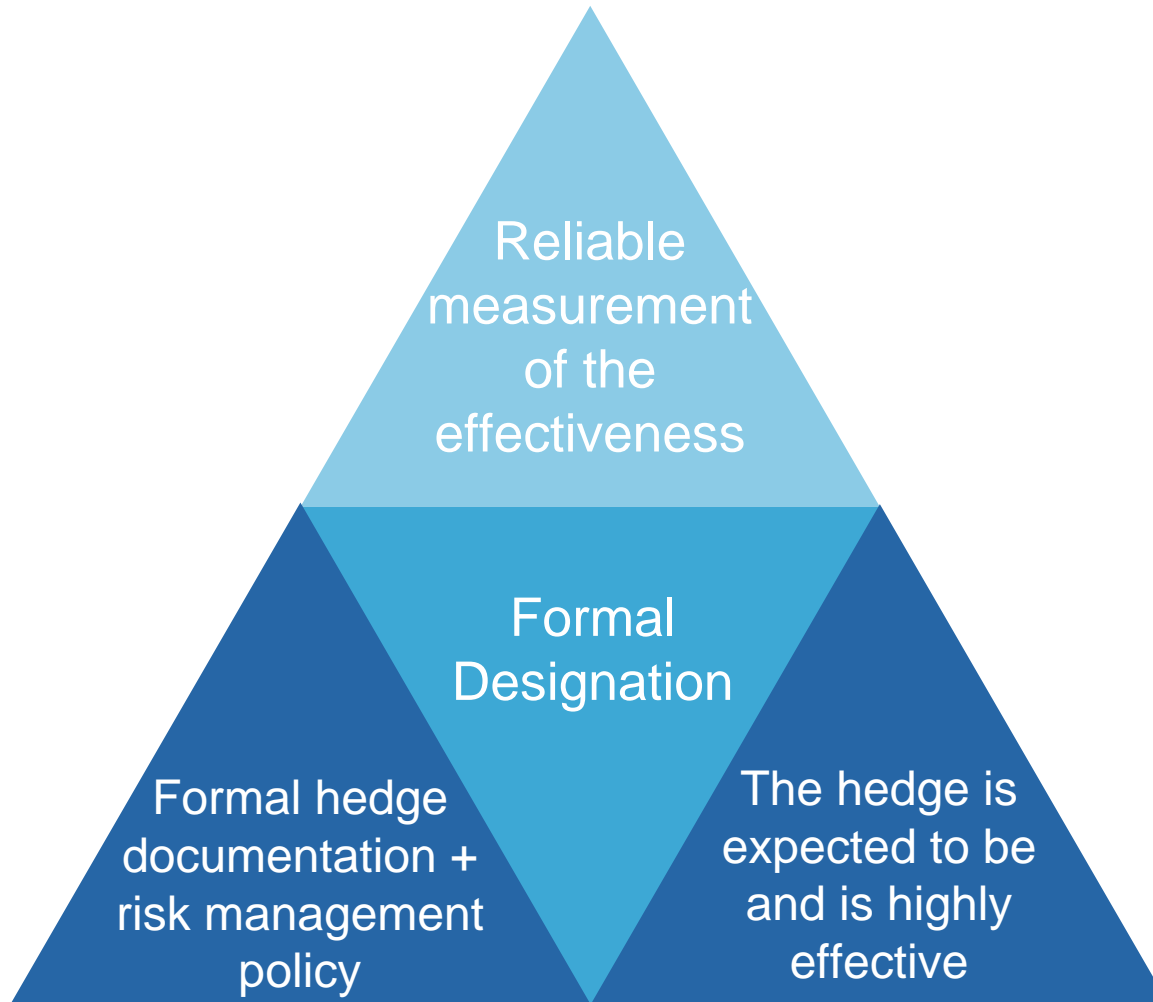 Reliable
measurement
of the
effectiveness
Formal
Designation
Formal hedge
documentation +
risk management
policy
The hedge is
expected to be
and is highly
effective